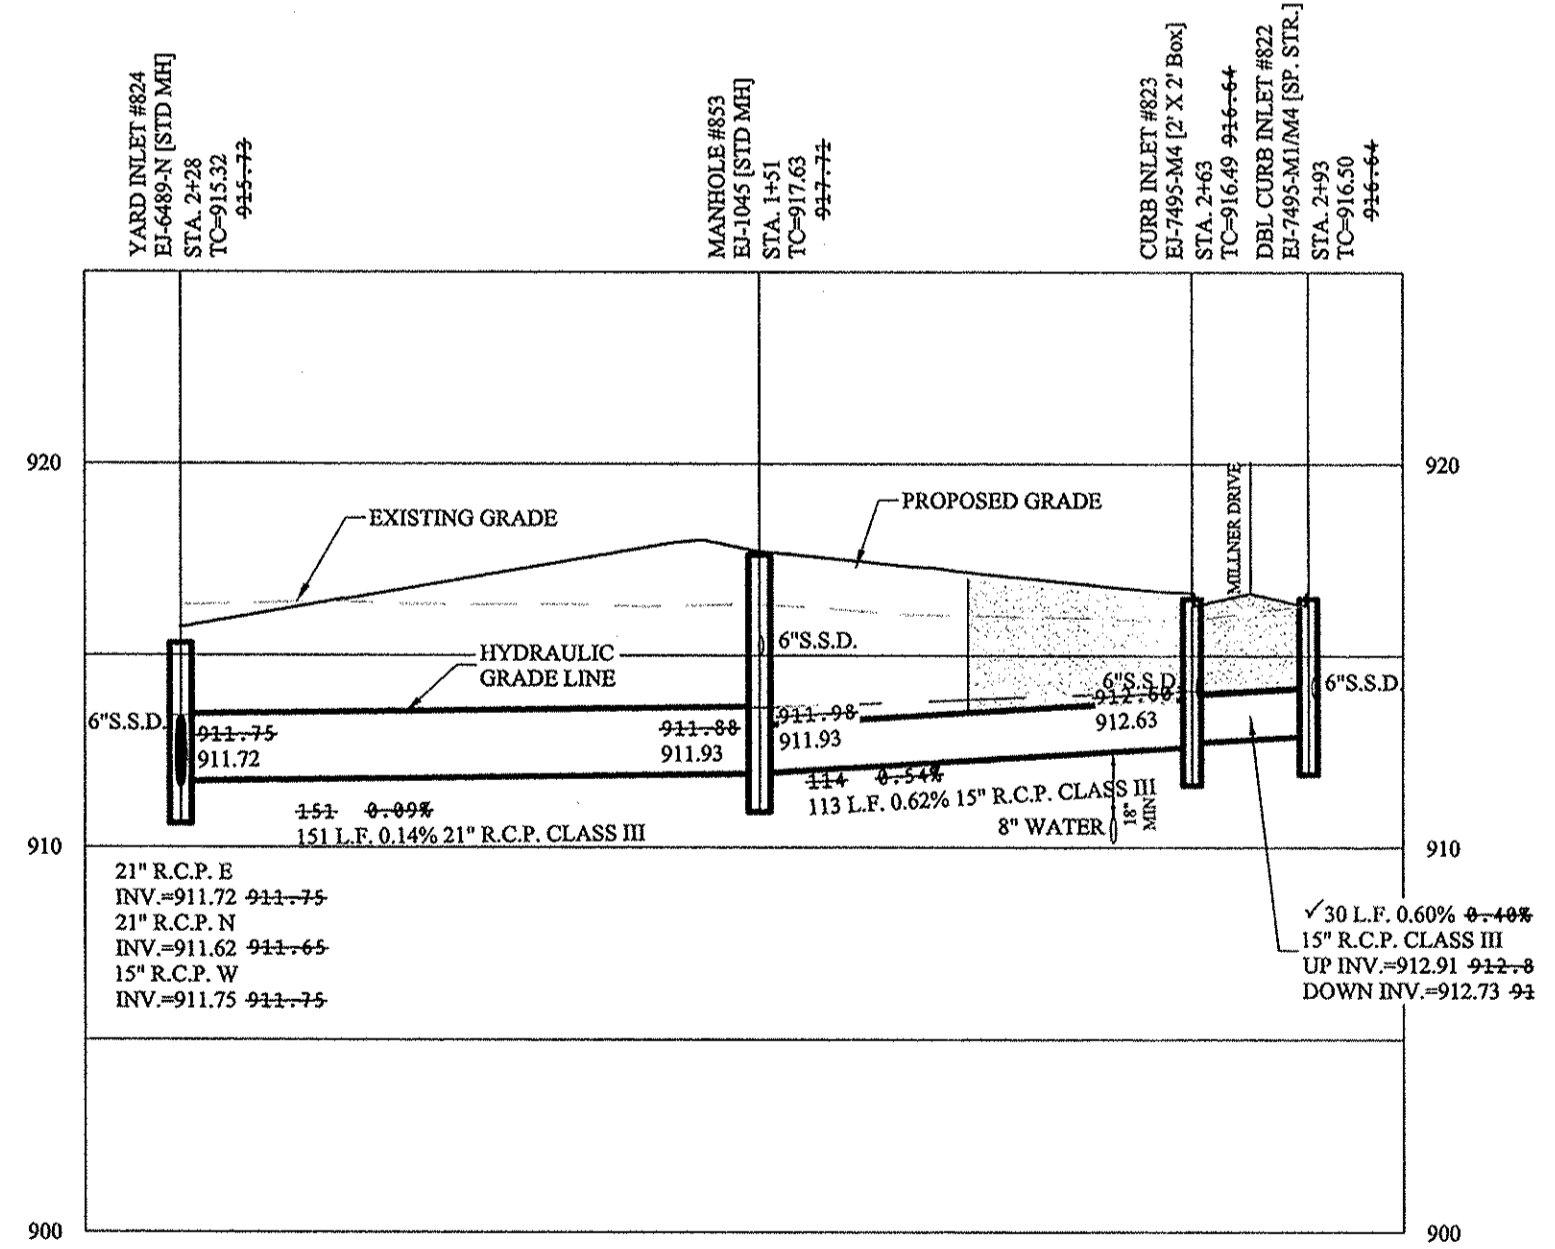 YARD INLET #824
EJ-6489-N [STD MH]
STA. 2+28
TC=915.32
915.73
MANHOLE #853
EJ-1045 [STD MH]
STA. 1+51
TC=917.63
917.71
CURB INLET #823
EJ-7495-M4 [2' X 2' Box]
STA. 2+63
TC=916.49 916.64
DBL CURB INLET #822
EJ-7495-M1/M4 [SP. STR.]
STA. 2+93
TC=916.50
916.64
920
920
EXISTING GRADE
PROPOSED GRADE
MILLNER DRIVE
HYDRAULIC
GRADE LINE
6"S.S.D.
6"S.S.D.
6"S.S.D.
6"S.S.D.
911.75
911.72
911.88
911.93
911.98
911.93
912.60
912.63
151 0.09%
151 L.F. 0.14% 21" R.C.P. CLASS III
114 0.54%
113 L.F. 0.62% 15" R.C.P. CLASS III
8" WATER
18"
MIN
910
910
21" R.C.P. E
INV.=911.72 911.75
21" R.C.P. N
INV.=911.62 911.65
15" R.C.P. W
INV.=911.75 911.75
✓30 L.F. 0.60% 0.40%
15" R.C.P. CLASS III
UP INV.=912.91 912.8
DOWN INV.=912.73 91
900
900